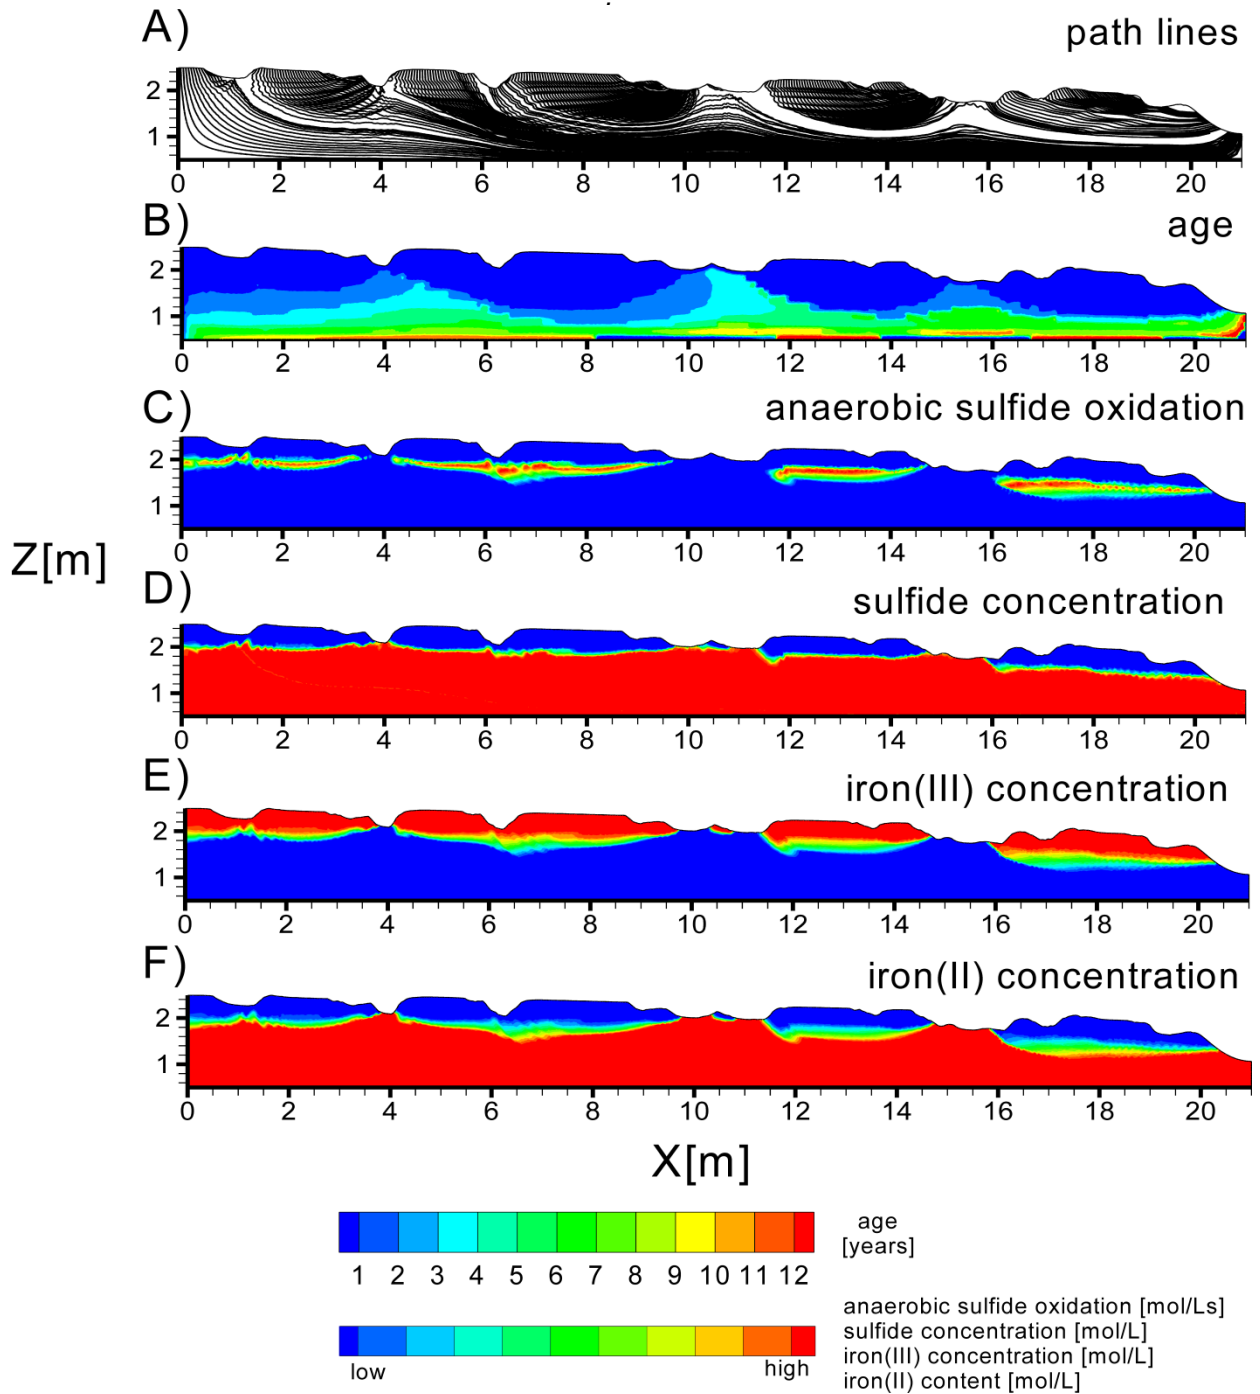 A)
path lines
2
1
0 2 4 6 8 10 12 14 16 18 20
B)
age
2
1
0 2 4 6 8 10 12 14 16 18 20
C)
anaerobic sulfide oxidation
2
1
0 2 4 6 8 10 12 14 16 18 20
Z[m]
D)
sulfide concentration
2
1
0 2 4 6 8 10 12 14 16 18 20
E)
iron(III) concentration
2
1
0 2 4 6 8 10 12 14 16 18 20
F)
iron(II) concentration
2
1
0 2 4 6 8 10 12 14 16 18 20
X[m]
age
[years]
1 2 3 4 5 6 7 8 9 10 11 12
anaerobic sulfide oxidation [mol/Ls]
sulfide concentration [mol/L]
iron(III) concentration [mol/L]
iron(II) content [mol/L]
low high